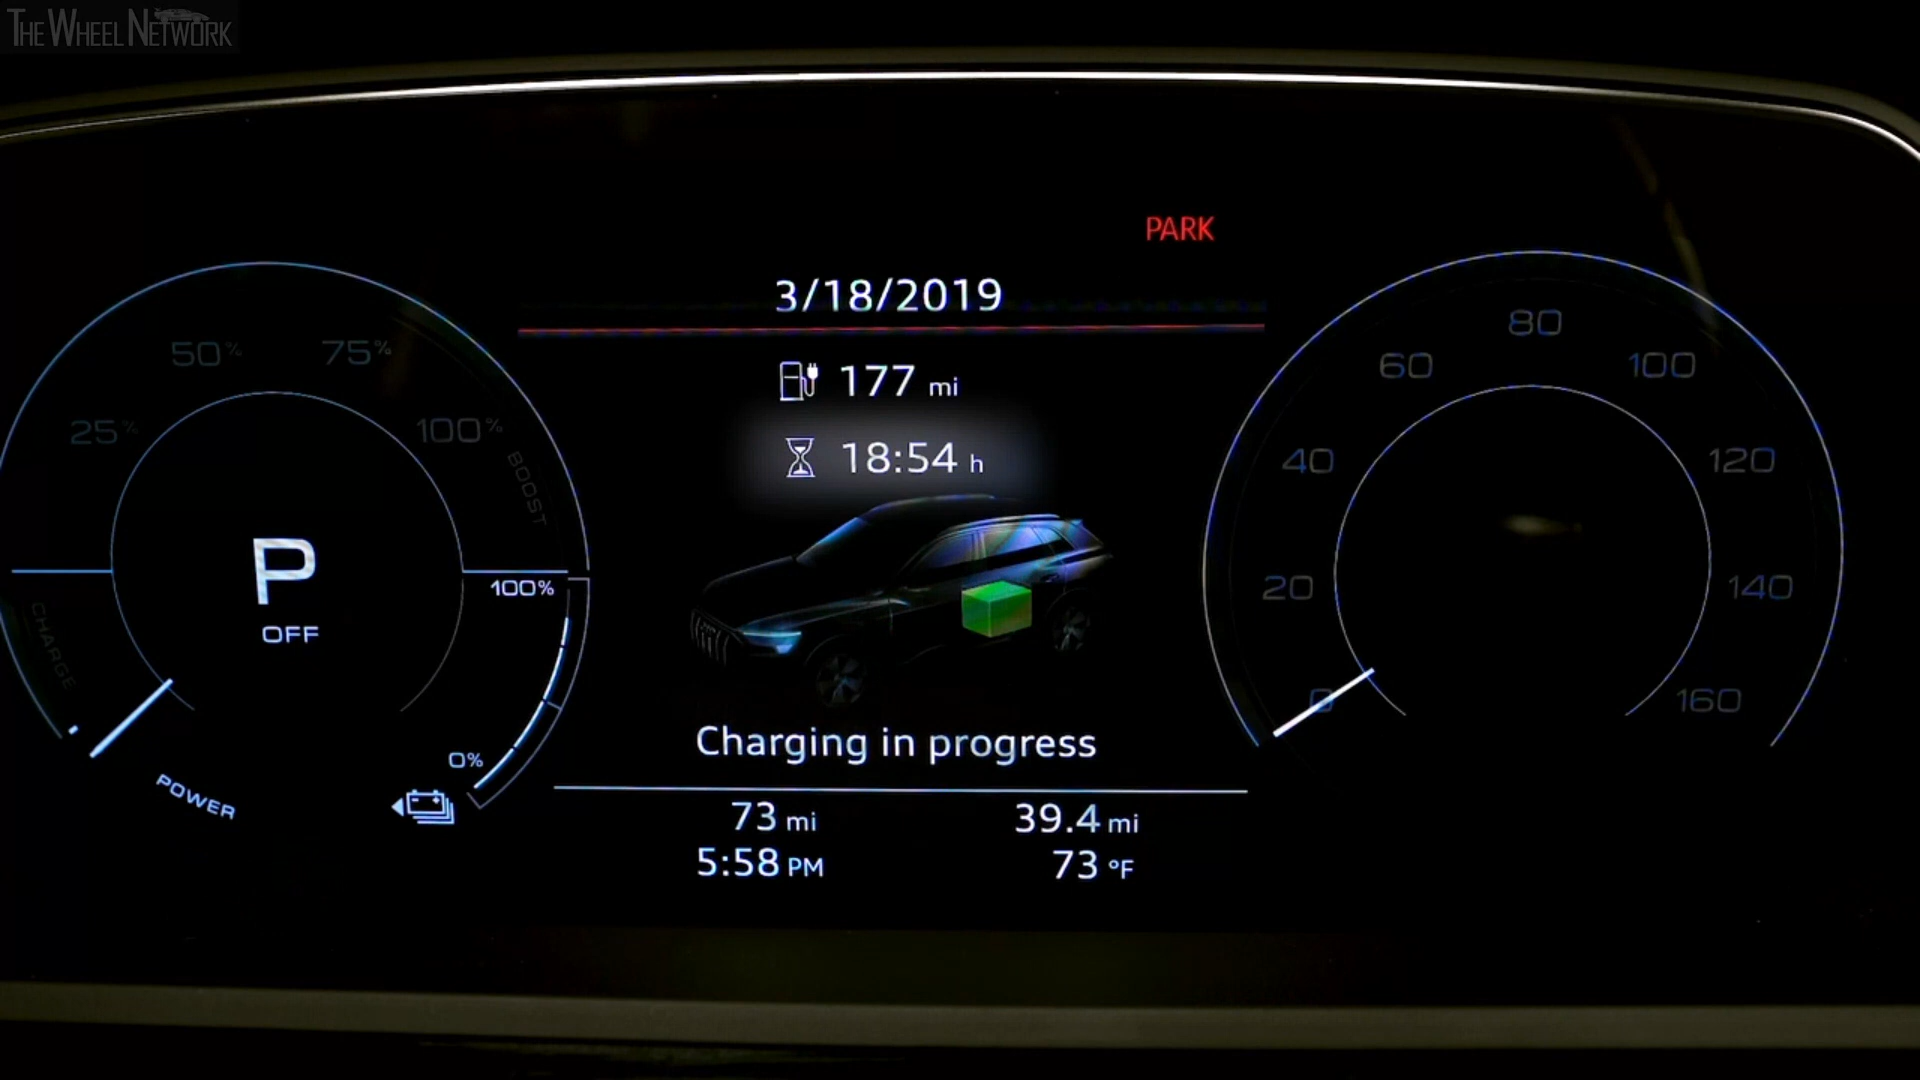 THE WHEEL NETWORK
PARK
3/18/2019
177 mi
18:54 h
25%
50%
75%
100%
BOOST
P
OFF
100%
CHARGE
0%
POWER
0
20
40
60
80
100
120
140
160
Charging in progress
73 mi
39.4 mi
5:58 PM
73 °F